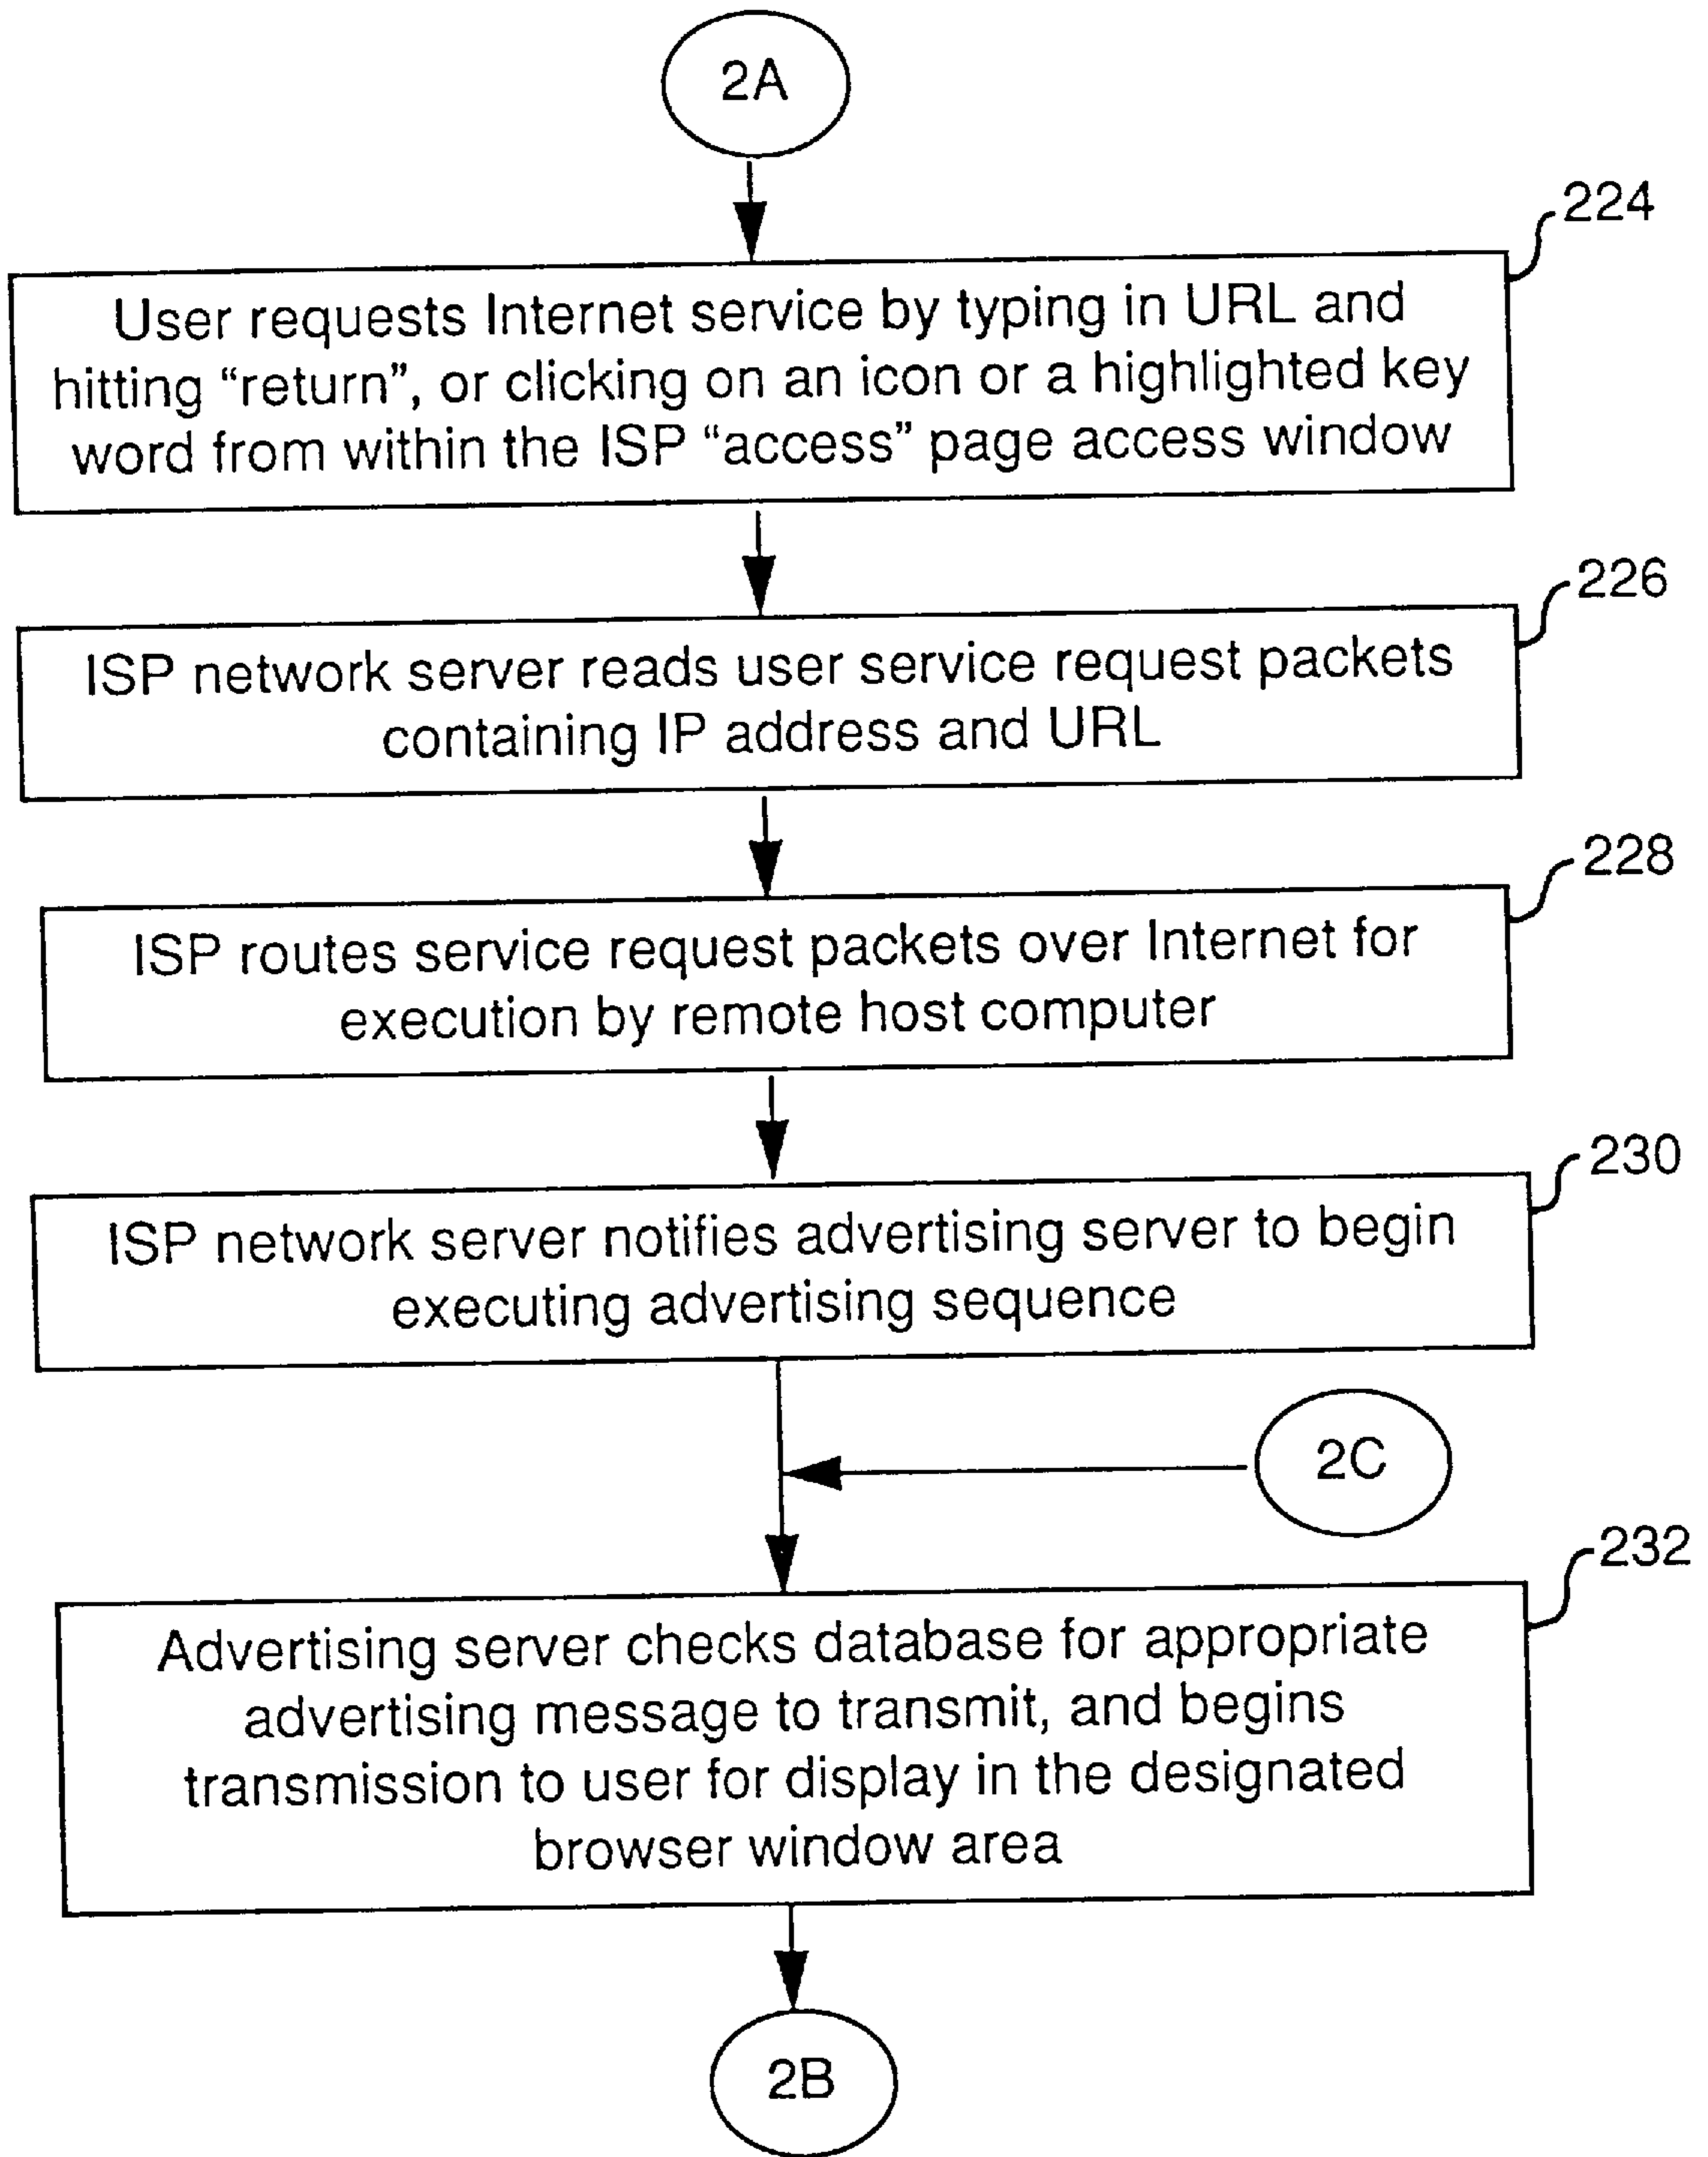 2A
224
User requests Internet service by typing in URL and
hitting “return”, or clicking on an icon or a highlighted key
word from within the ISP “access” page access window
226
ISP network server reads user service request packets
containing IP address and URL
228
ISP routes service request packets over Internet for
execution by remote host computer
230
ISP network server notifies advertising server to begin
executing advertising sequence
2C
232
Advertising server checks database for appropriate
advertising message to transmit, and begins
transmission to user for display in the designated
browser window area
2B